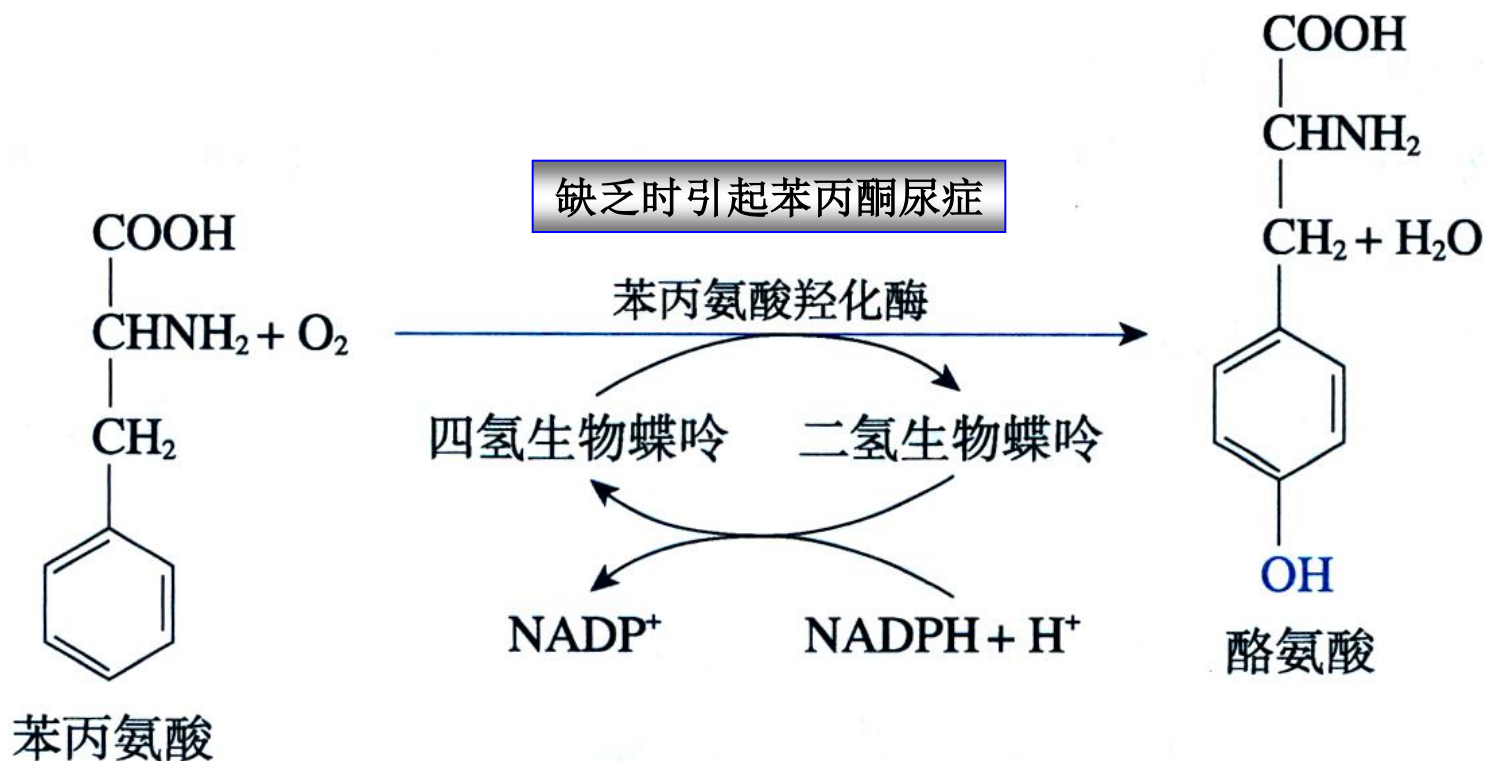 COOH
CHNH₂
缺乏时引起苯丙酮尿症
COOH
CH₂ + H₂O
苯丙氨酸羟化酶
CHNH₂ + O₂
CH₂
四氢生物蝶呤
二氢生物蝶呤
OH
NADP⁺
NADPH + H⁺
酪氨酸
苯丙氨酸